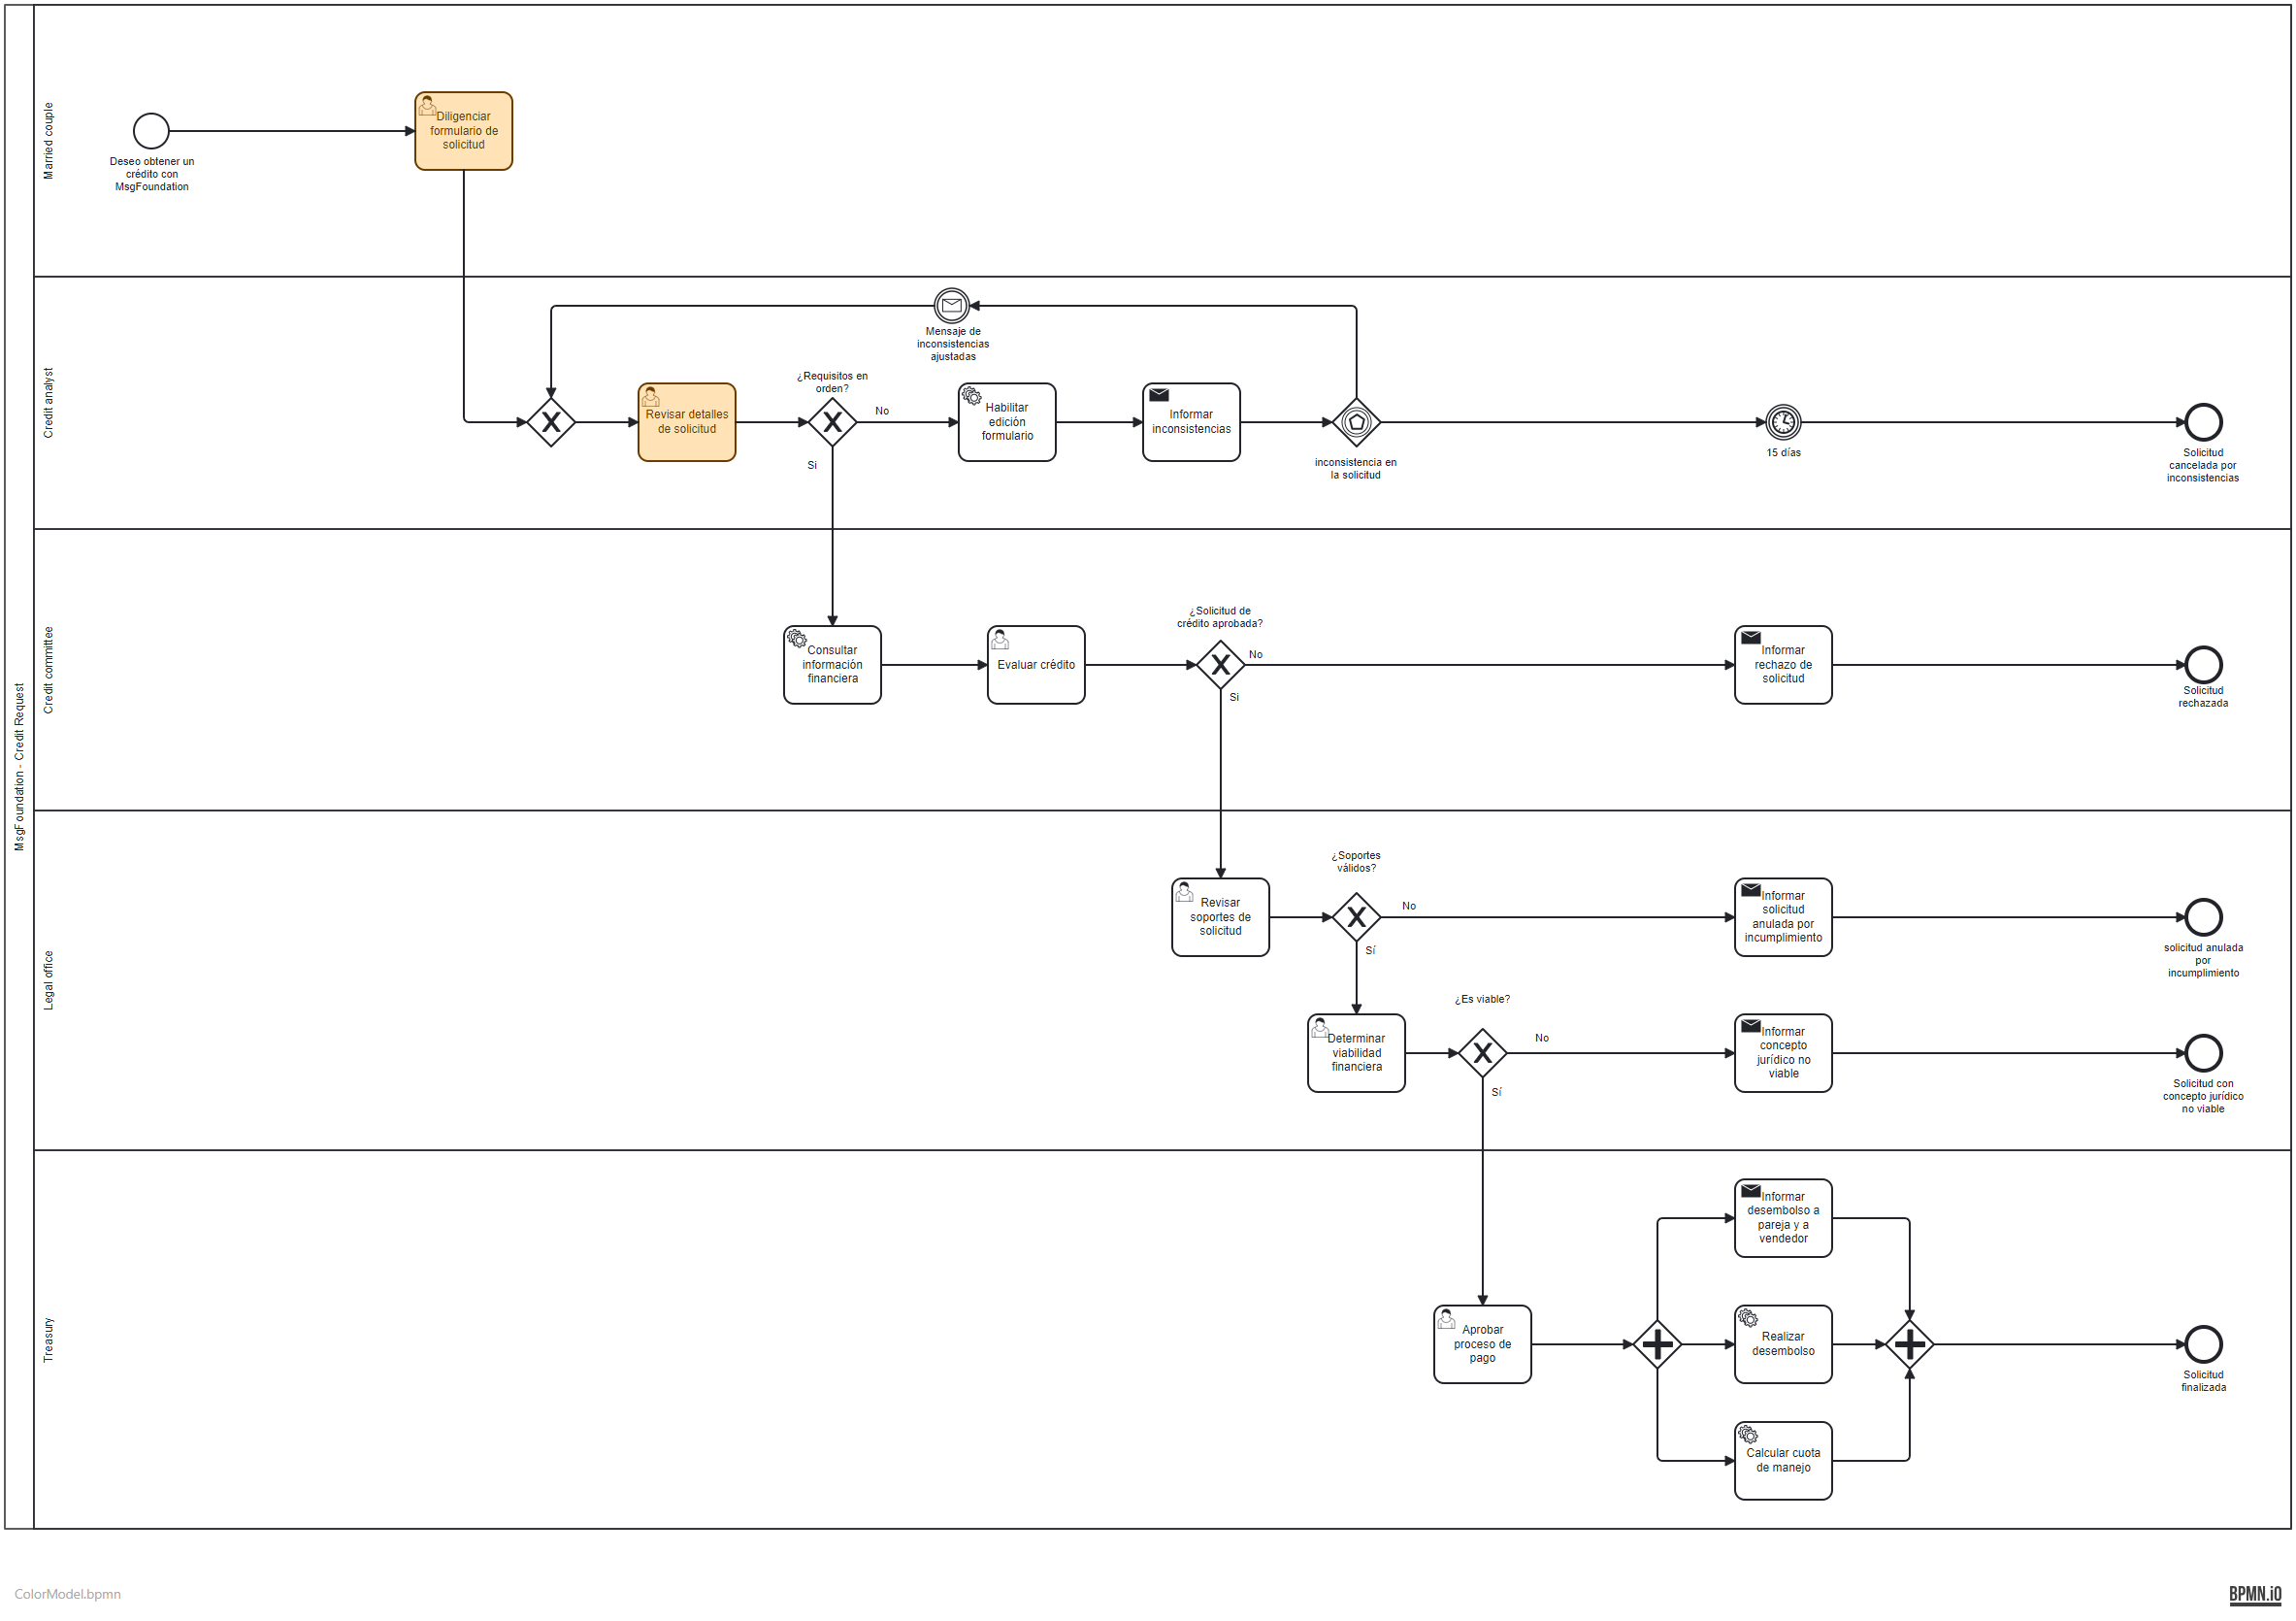 MsgFoundation - Credit Request
Married couple
Deseo obtener un
crédito con
MsgFoundation
Diligenciar
formulario de
solicitud
Credit analyst
Mensaje de
inconsistencias
ajustadas
Revisar detalles
de solicitud
¿Requisitos en
orden?
No
Si
Habilitar
edición
formulario
Informar
inconsistencias
inconsistencia en
la solicitud
15 días
Solicitud
cancelada por
inconsistencias
Credit committee
Consultar
información
financiera
Evaluar crédito
¿Solicitud de
crédito aprobada?
No
Si
Informar
rechazo de
solicitud
Solicitud
rechazada
Legal office
Revisar
soportes de
solicitud
¿Soportes
válidos?
No
Sí
Informar
solicitud
anulada por
incumplimiento
solicitud anulada
por
incumplimiento
Determinar
viabilidad
financiera
¿Es viable?
No
Sí
Informar
concepto
jurídico no
viable
Solicitud con
concepto jurídico
no viable
Treasury
Aprobar
proceso de
pago
Informar
desembolso a
pareja y a
vendedor
Realizar
desembolso
Calcular cuota
de manejo
Solicitud
finalizada
ColorModel.bpmn
BPMN.iO